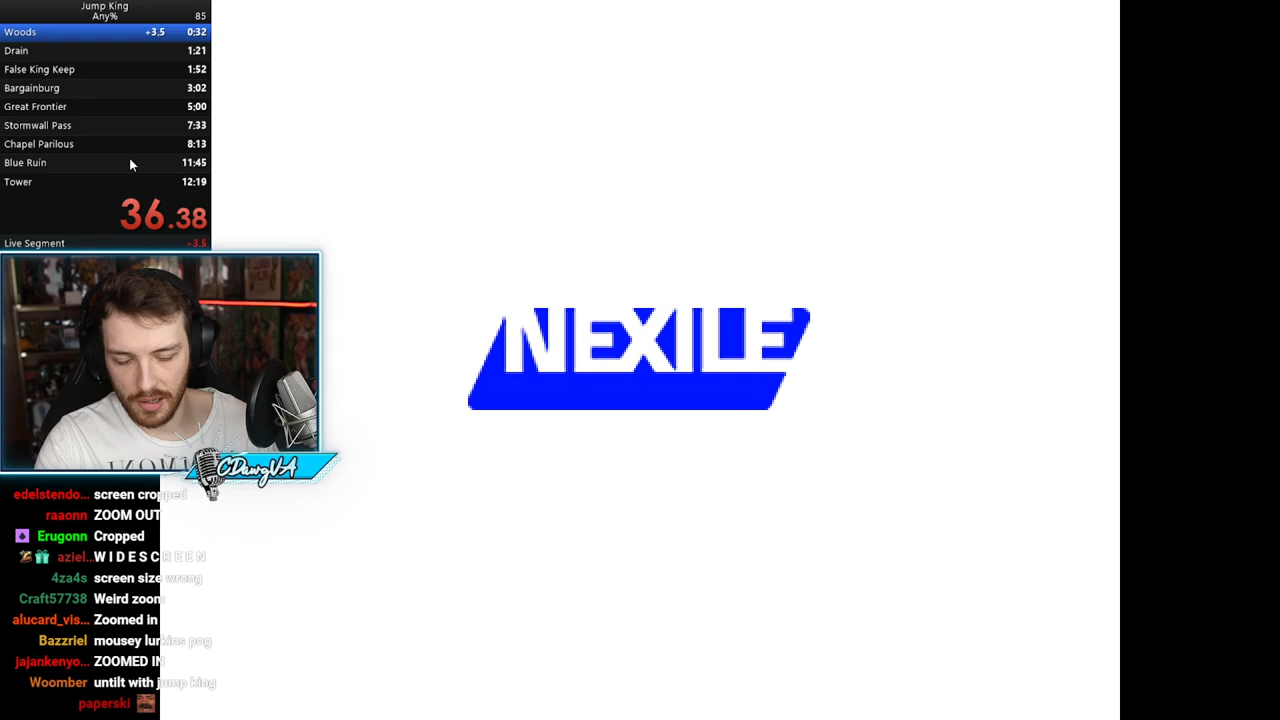 Jump King
Any% 85
Woods +3.5 0:32
Drain 1:21
False King Keep 1:52
Bargainburg 3:02
Great Frontier 5:00
Stormwall Pass 7:33
Chapel Parilous 8:13
Blue Ruin 11:45
Tower 12:19
36.38
Live Segment +3.5
NEXILE
CDawgVA
edelstendo... screen cropped
raaonn ZOOM OUT
Erugonn Cropped
aziel... W I D E S C R E E N
4za4s screen size wrong
Craft57738 Weird zoom
alucard_vis... Zoomed in
Bazzriel mousey lurkins pog
jajankenyo... ZOOMED IN
Woomber untilt with jump king
paperski